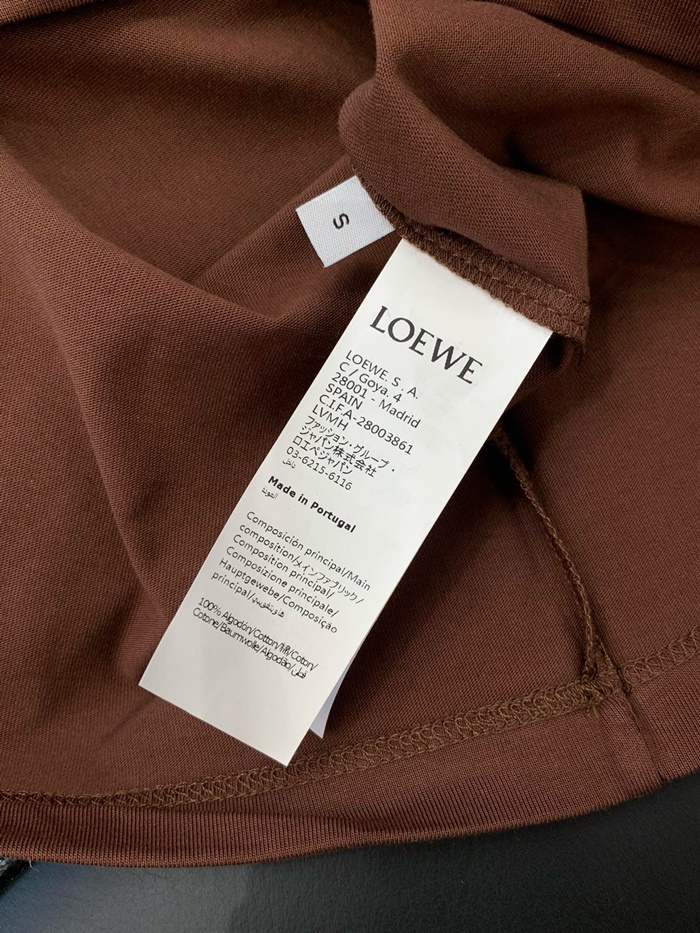 S
LOEWE
LOEWE. S. A.
C / Goya. 4
28001 - Madrid
SPAIN
C.I.F.A-28003861
LVMH
ファッション・グループ・
ジャパン株式会社
ロエベジャパン
03-6215-6116
Made in Portugal
Composición principal/Main
composition/メインファブリック/
Composition principal/
Composizione principale/
Hauptgewebe/Composição
principal/
100% Algodón/Cotton/綿/Coton/
Cotone/Baumwolle/Algodão/قطن